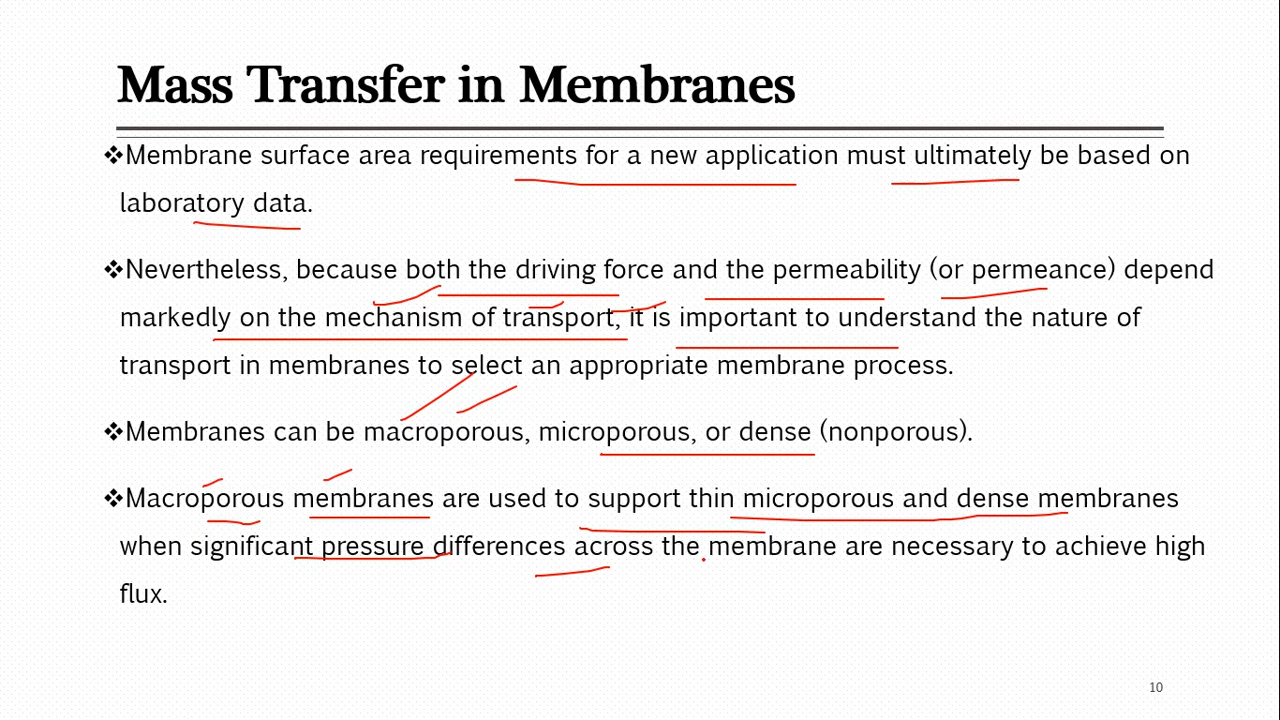 Mass Transfer in Membranes
❖Membrane surface area requirements for a new application must ultimately be based on
laboratory data.
❖Nevertheless, because both the driving force and the permeability (or permeance) depend
markedly on the mechanism of transport, it is important to understand the nature of
transport in membranes to select an appropriate membrane process.
❖Membranes can be macroporous, microporous, or dense (nonporous).
❖Macroporous membranes are used to support thin microporous and dense membranes
when significant pressure differences across the membrane are necessary to achieve high
flux.
10